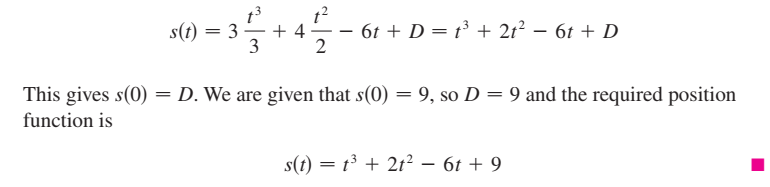 s(t) = 3 t³/3 + 4 t²/2 − 6t + D = t³ + 2t² − 6t + D
This gives s(0) = D. We are given that s(0) = 9, so D = 9 and the required position
function is
s(t) = t³ + 2t² − 6t + 9